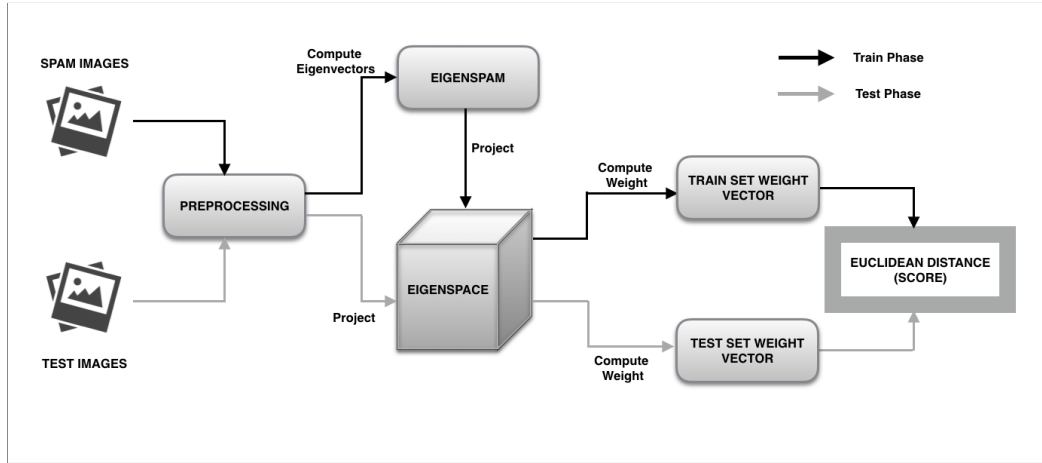 SPAM IMAGES
Compute
Eigenvectors
EIGENSPAM
Train Phase
Test Phase
Project
PREPROCESSING
Compute
Weight
TRAIN SET WEIGHT
VECTOR
EIGENSPACE
EUCLIDEAN DISTANCE
(SCORE)
Project
TEST IMAGES
Compute
Weight
TEST SET WEIGHT
VECTOR